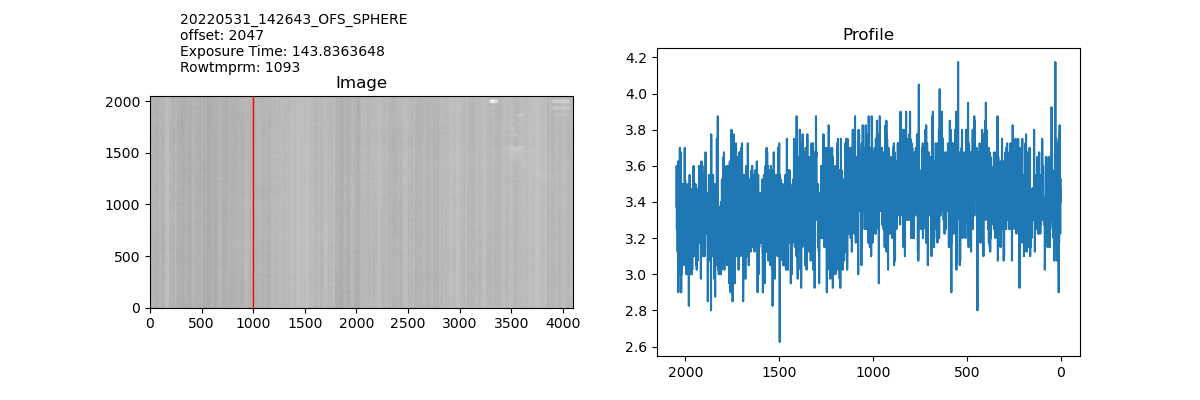 20220531_142643_OFS_SPHERE
offset: 2047
Exposure Time: 143.8363648
Rowtmprm: 1093
Image
2000
1500
1000
500
0
0 500 1000 1500 2000 2500 3000 3500 4000
Profile
4.2
4.0
3.8
3.6
3.4
3.2
3.0
2.8
2.6
2000 1500 1000 500 0